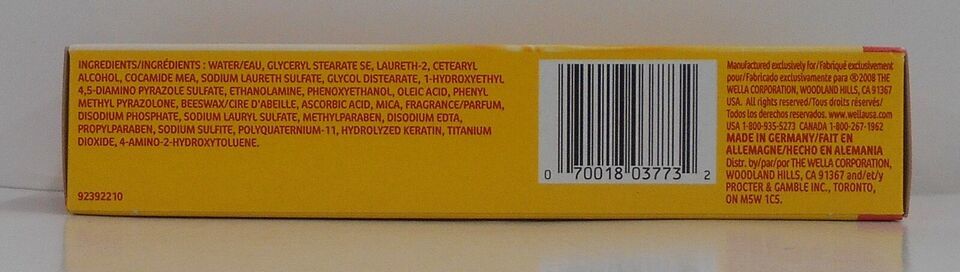 INGREDIENTS/INGRÉDIENTS : WATER/EAU, GLYCERYL STEARATE SE, LAURETH-2, CETEARYL
ALCOHOL, COCAMIDE MEA, SODIUM LAURETH SULFATE, GLYCOL DISTEARATE, 1-HYDROXYETHYL
4,5-DIAMINO PYRAZOLE SULFATE, ETHANOLAMINE, PHENOXYETHANOL, OLEIC ACID, PHENYL
METHYL PYRAZOLONE, BEESWAX/CIRE D'ABEILLE, ASCORBIC ACID, MICA, FRAGRANCE/PARFUM,
DISODIUM PHOSPHATE, SODIUM LAURYL SULFATE, METHYLPARABEN, DISODIUM EDTA,
PROPYLPARABEN, SODIUM SULFITE, POLYQUATERNIUM-11, HYDROLYZED KERATIN, TITANIUM
DIOXIDE, 4-AMINO-2-HYDROXYTOLUENE.
92392210
0 70018 03773 2
Manufactured exclusively for/Fabriqué exclusivement
pour/Fabricado exclusivamente para ®2008 THE
WELLA CORPORATION, WOODLAND HILLS, CA 91367
USA. All rights reserved/Tous droits réservés/
Todos los derechos reservados. www.wellausa.com
USA 1-800-935-5273 CANADA 1-800-267-1962
MADE IN GERMANY/FAIT EN
ALLEMAGNE/HECHO EN ALEMANIA
Distr. by/par/por THE WELLA CORPORATION,
WOODLAND HILLS, CA 91367 and/et/y
PROCTER & GAMBLE INC., TORONTO,
ON M5W 1C5.